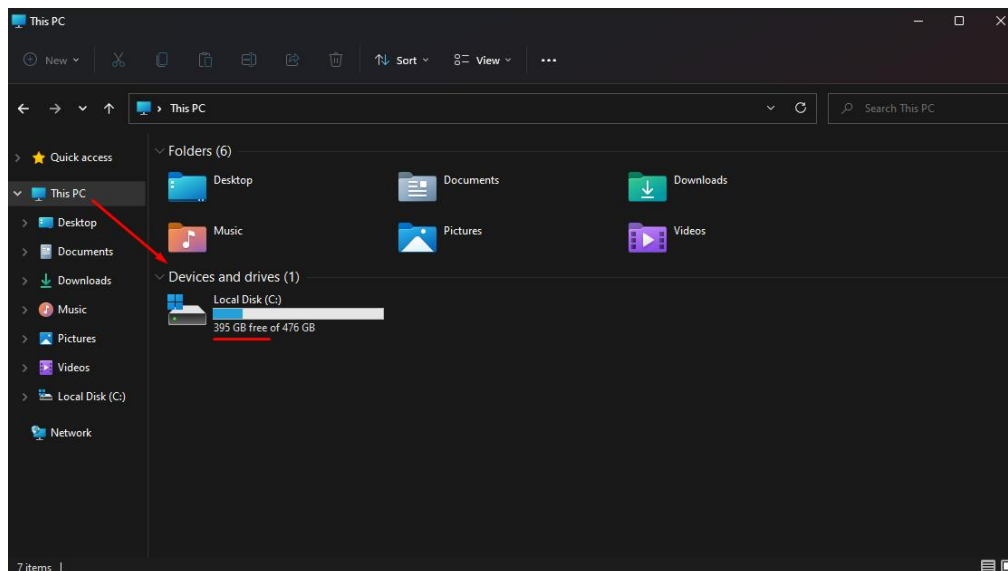 This PC
New
Sort
View
This PC
Search This PC
Quick access
This PC
Desktop
Documents
Downloads
Music
Pictures
Videos
Local Disk (C:)
Network
Folders (6)
Desktop
Documents
Downloads
Music
Pictures
Videos
Devices and drives (1)
Local Disk (C:)
395 GB free of 476 GB
7 items